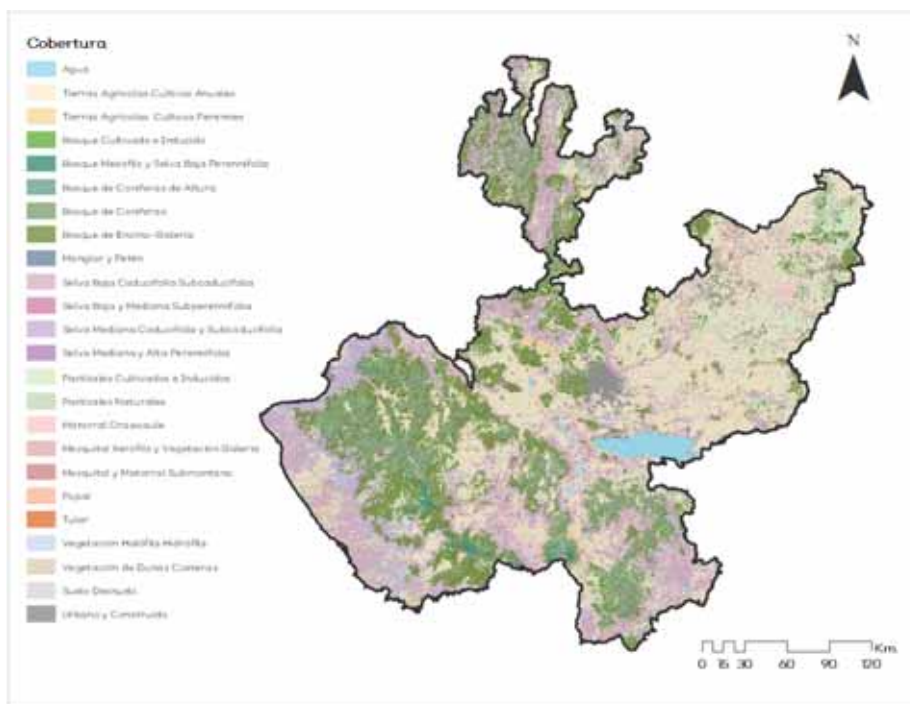 Cobertura
Agua
Tierras Agrícolas Cultivos Anuales
Tierras Agrícolas Cultivos Perennes
Bosque Cultivado e Inducido
Bosque Mesófilo y Selva Baja Perennifolia
Bosque de Coníferas de Altura
Bosque de Coníferas
Bosque de Encino-Galería
Manglar y Petén
Selva Baja Caducifolia Subcaducifolia
Selva Baja y Mediana Subperennifolia
Selva Mediana Caducifolia y Subcaducifolia
Selva Mediana y Alta Perennifolia
Pastizales Cultivados e Inducidos
Pastizales Naturales
Matorral Crasicaule
Mezquital Xerófilo y Vegetación Galería
Mezquital y Matorral Submontano
Popal
Tular
Vegetación Halófila Hidrófila
Vegetación de Dunas Costeras
Suelo Desnudo
Urbano y Construido
N
Km.
0 15 30 60 90 120